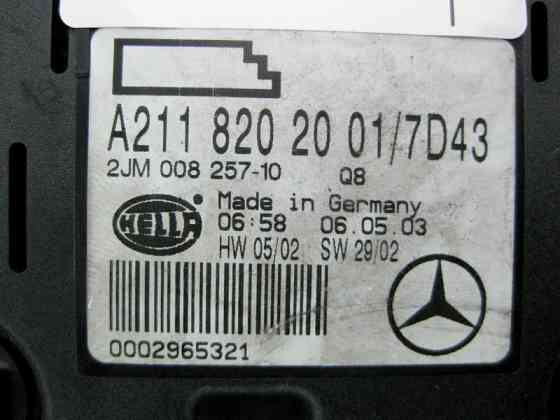 A211 820 20 01/7D43
2JM 008 257-10 Q8
HELLA
Made in Germany
06:58 06.05.03
HW 05/02 SW 29/02
0002965321